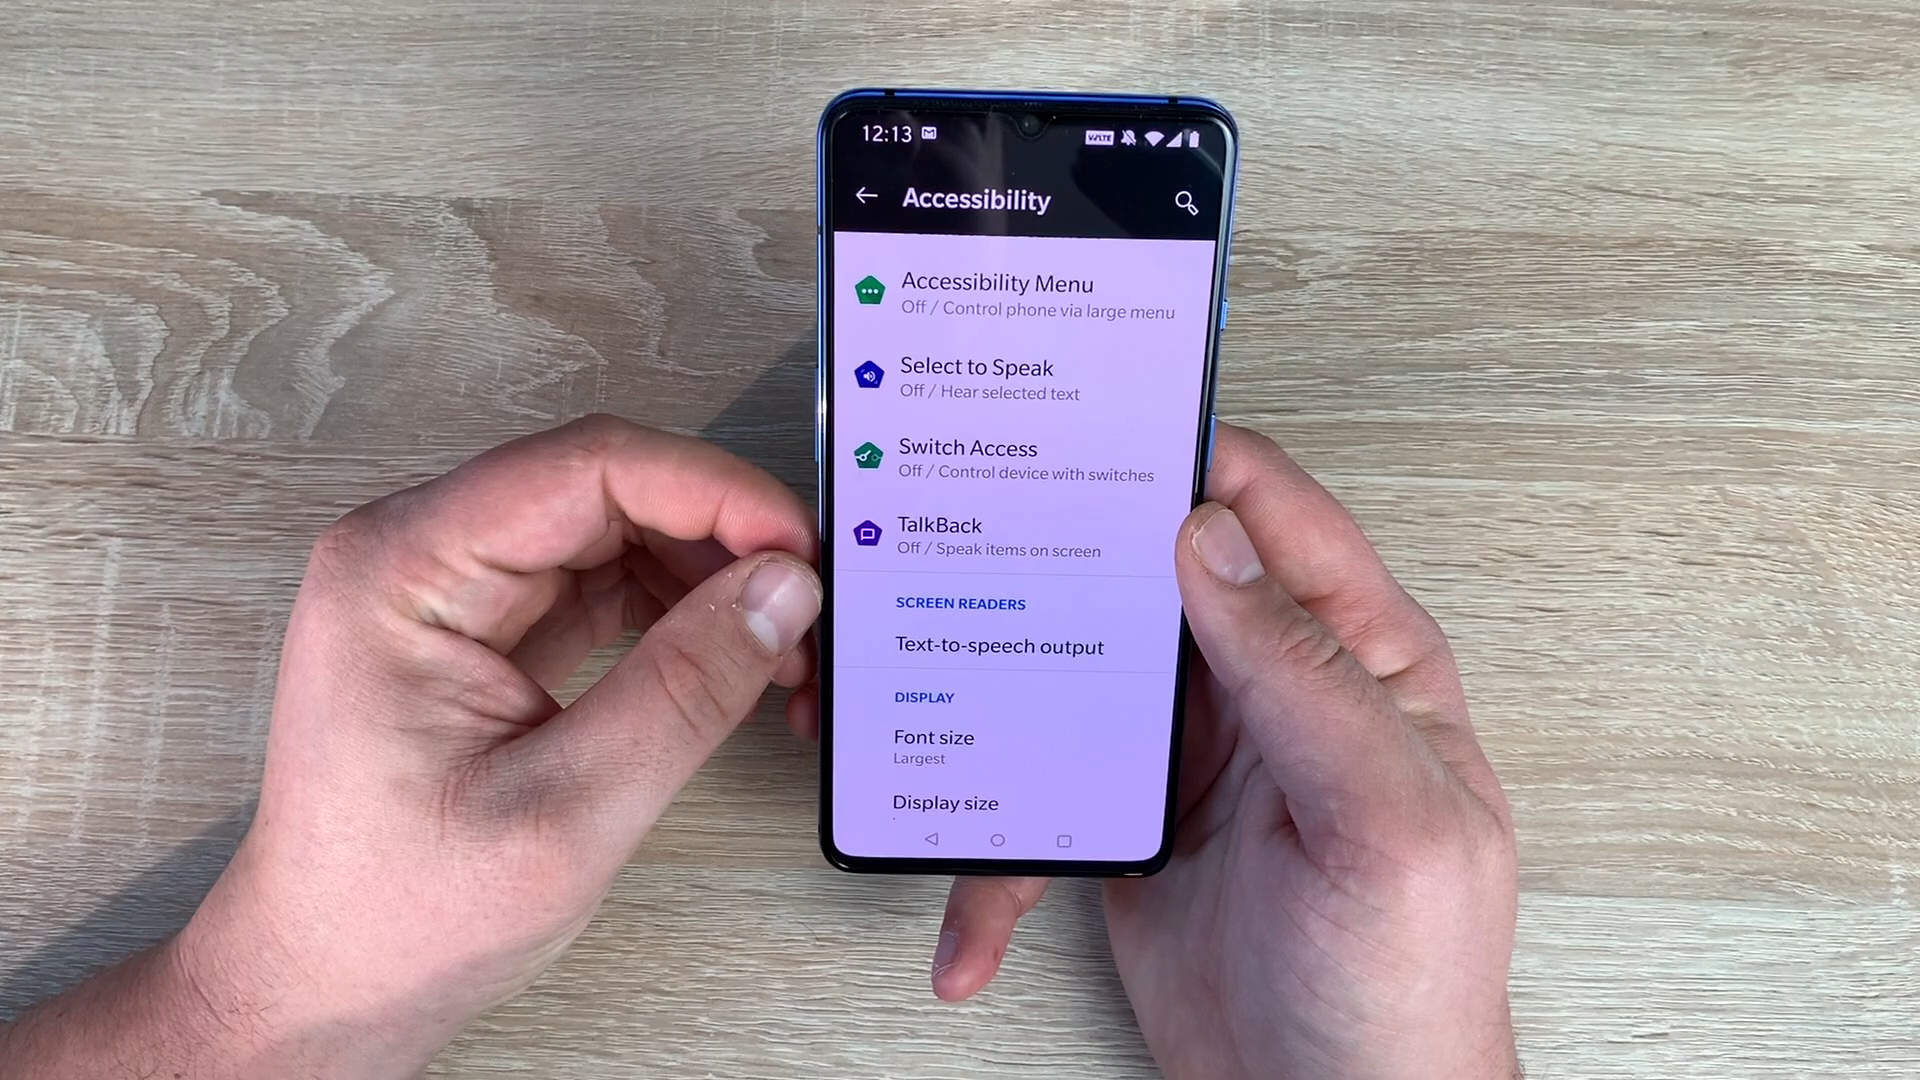 12:13
VoLTE
Accessibility
Accessibility Menu
Off / Control phone via large menu
Select to Speak
Off / Hear selected text
Switch Access
Off / Control device with switches
TalkBack
Off / Speak items on screen
SCREEN READERS
Text-to-speech output
DISPLAY
Font size
Largest
Display size